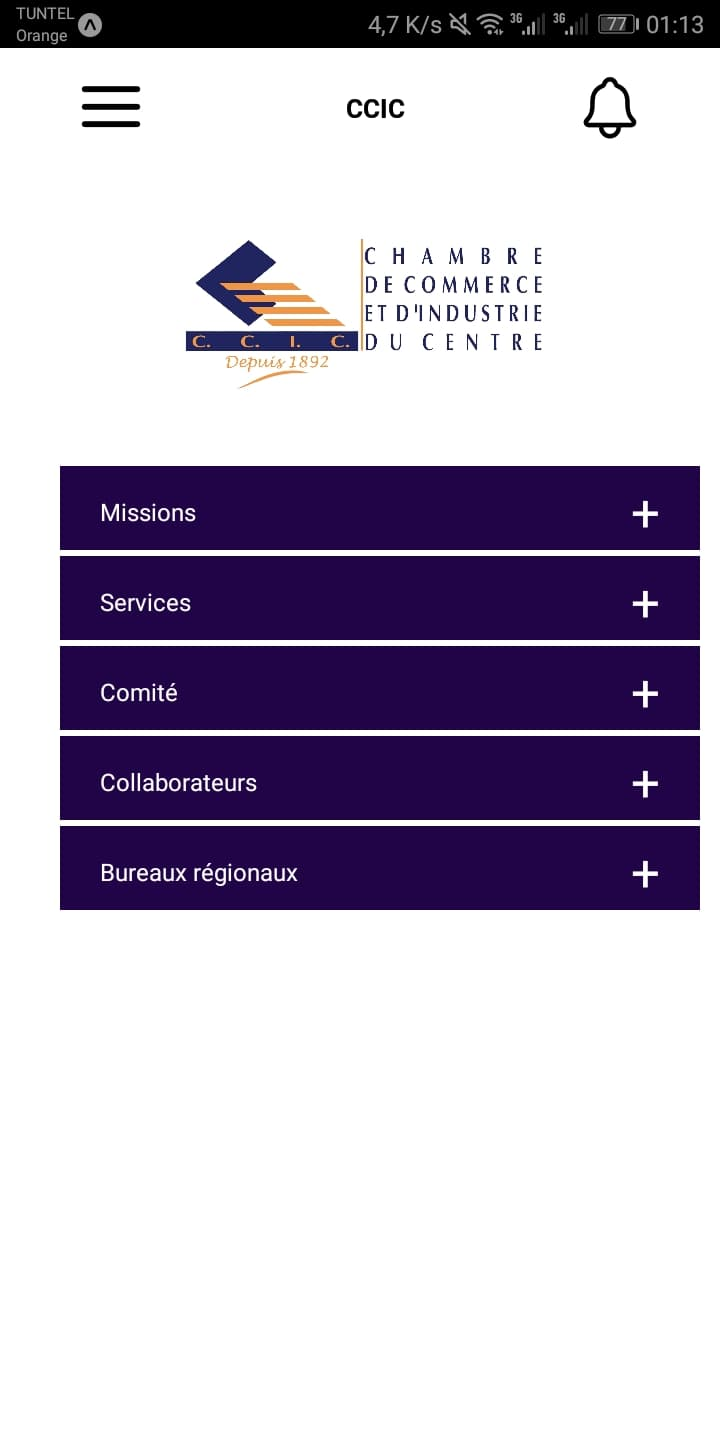 TUNTEL
Orange
4,7 K/s 3G 3G 77 01:13
CCIC
CHAMBRE
DE COMMERCE
ET D'INDUSTRIE
DU CENTRE
C. C. I. C.
Depuis 1892
Missions
Services
Comité
Collaborateurs
Bureaux régionaux